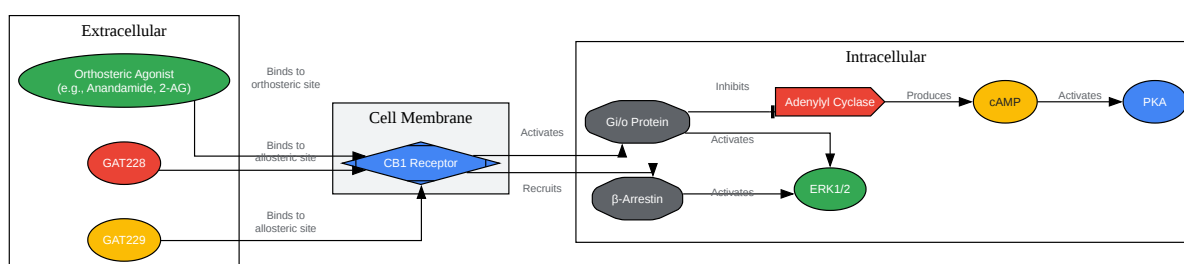 Extracellular
Orthosteric Agonist
(e.g., Anandamide, 2-AG)
GAT228
GAT229
Binds to
orthosteric site
Binds to
allosteric site
Binds to
allosteric site
Cell Membrane
CB1 Receptor
Activates
Recruits
Intracellular
Gi/o Protein
β-Arrestin
Inhibits
Activates
Activates
Adenylyl Cyclase
ERK1/2
Produces
cAMP
Activates
PKA